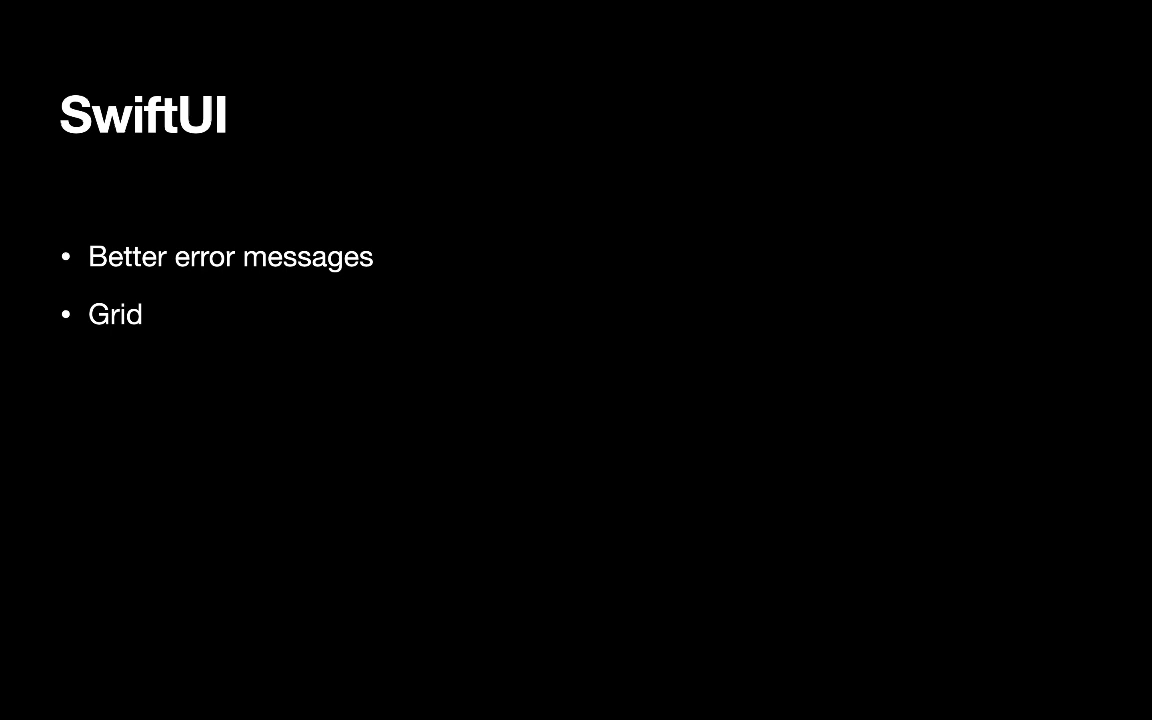 SwiftUI
• Better error messages
• Grid